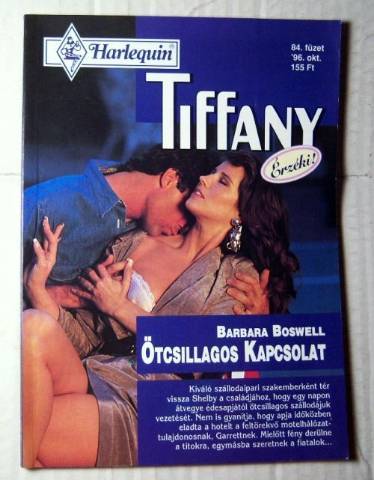 Harlequin®
84. füzet
'96. okt.
155 Ft
TIFFANY
Érzéki!
BARBARA BOSWELL
ÖTCSILLAGOS KAPCSOLAT
Kiváló szállodaipari szakemberként tér
vissza Shelby a családjához, hogy egy napon
átvegye édesapjától ötcsillagos szállodájuk
vezetését. Nem is gyanítja, hogy apja időközben
eladta a hotelt a feltörekvő motelhálózat-
tulajdonosnak, Garrettnek. Mielőtt fény derülne
a titokra, egymásba szeretnek a fiatalok...